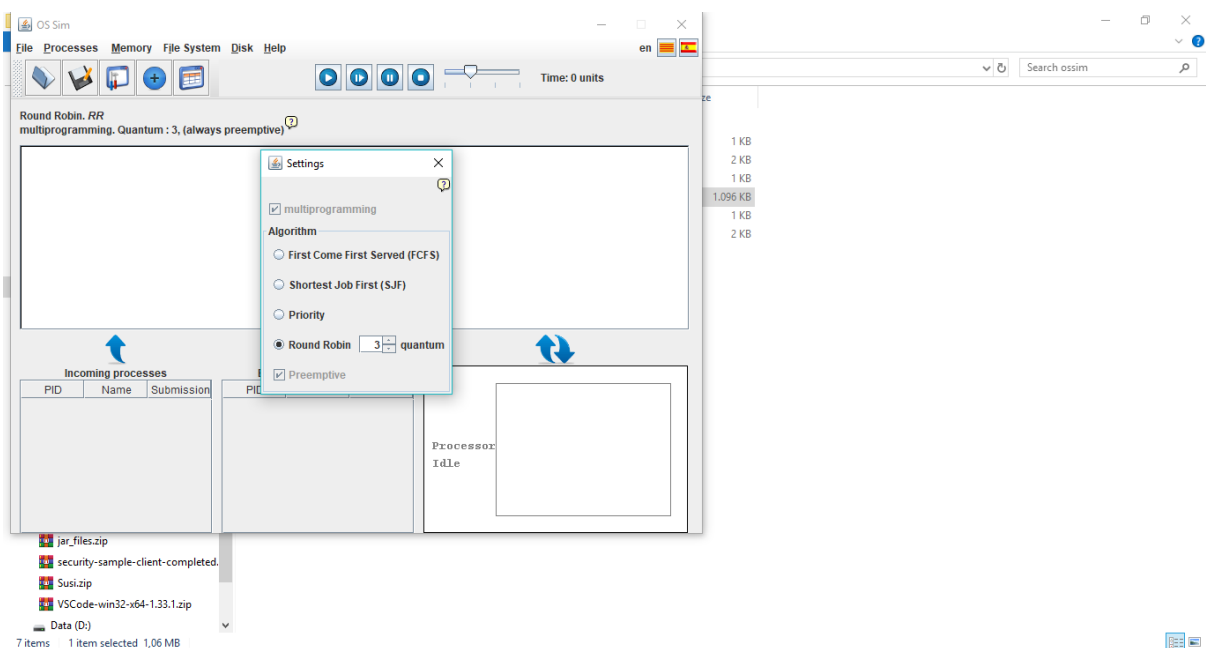 OS Sim
File Processes Memory File System Disk Help en
Time: 0 units
Search ossim
Round Robin. RR
multiprogramming. Quantum : 3, (always preemptive)
Settings
multiprogramming
Algorithm
First Come First Served (FCFS)
Shortest Job First (SJF)
Priority
Round Robin 3 quantum
Preemptive
1 KB
2 KB
1 KB
1.096 KB
1 KB
2 KB
Incoming processes
PID Name Submission
Processor
Idle
jar_files.zip
security-sample-client-completed.
Susi.zip
VSCode-win32-x64-1.33.1.zip
Data (D:)
7 items 1 item selected 1,06 MB